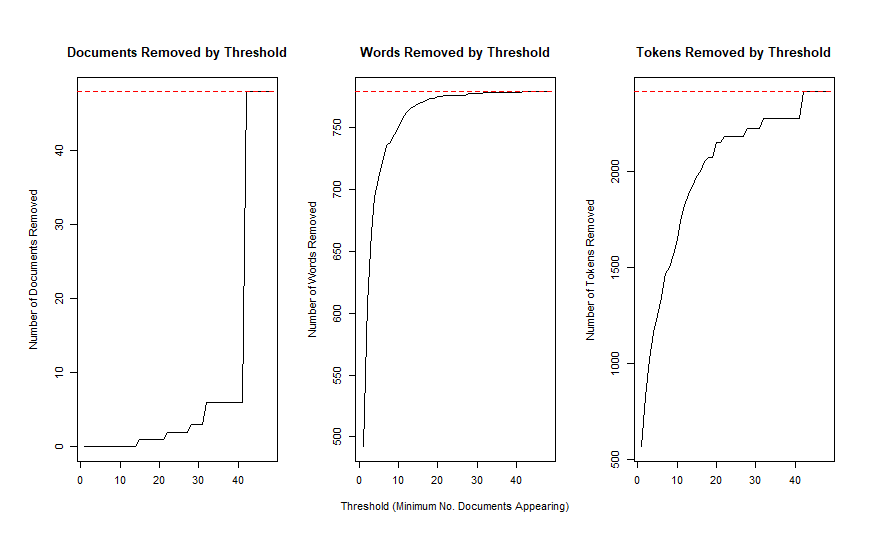 Documents Removed by Threshold
Number of Documents Removed
0 10 20 30 40
0 10 20 30 40
Words Removed by Threshold
Number of Words Removed
500 550 600 650 700 750
0 10 20 30 40
Threshold (Minimum No. Documents Appearing)
Tokens Removed by Threshold
Number of Tokens Removed
500 1000 1500 2000
0 10 20 30 40